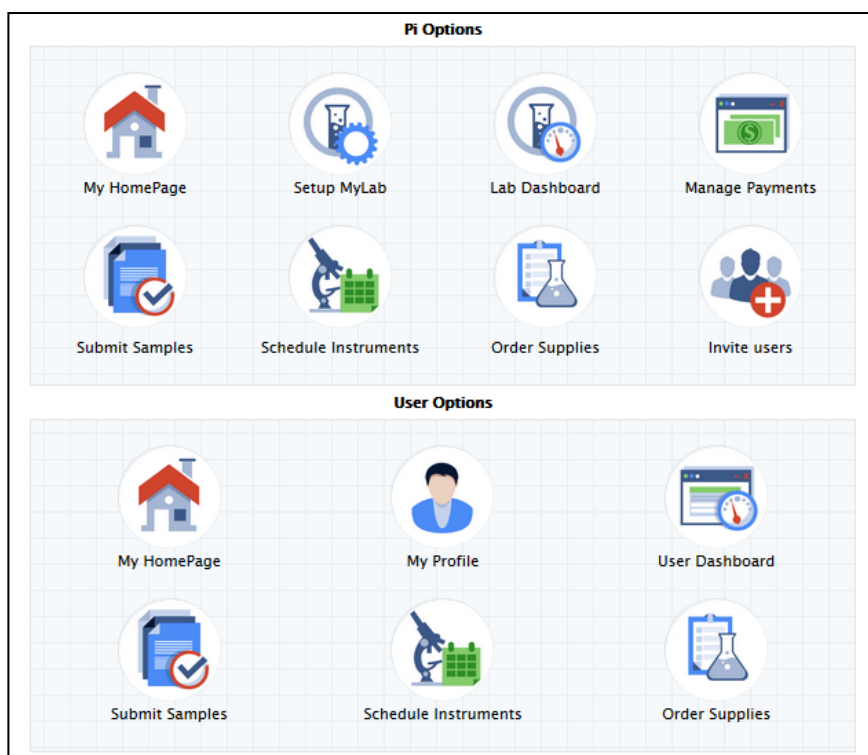 Pi Options
My HomePage
Setup MyLab
Lab Dashboard
Manage Payments
Submit Samples
Schedule Instruments
Order Supplies
Invite users
User Options
My HomePage
My Profile
User Dashboard
Submit Samples
Schedule Instruments
Order Supplies